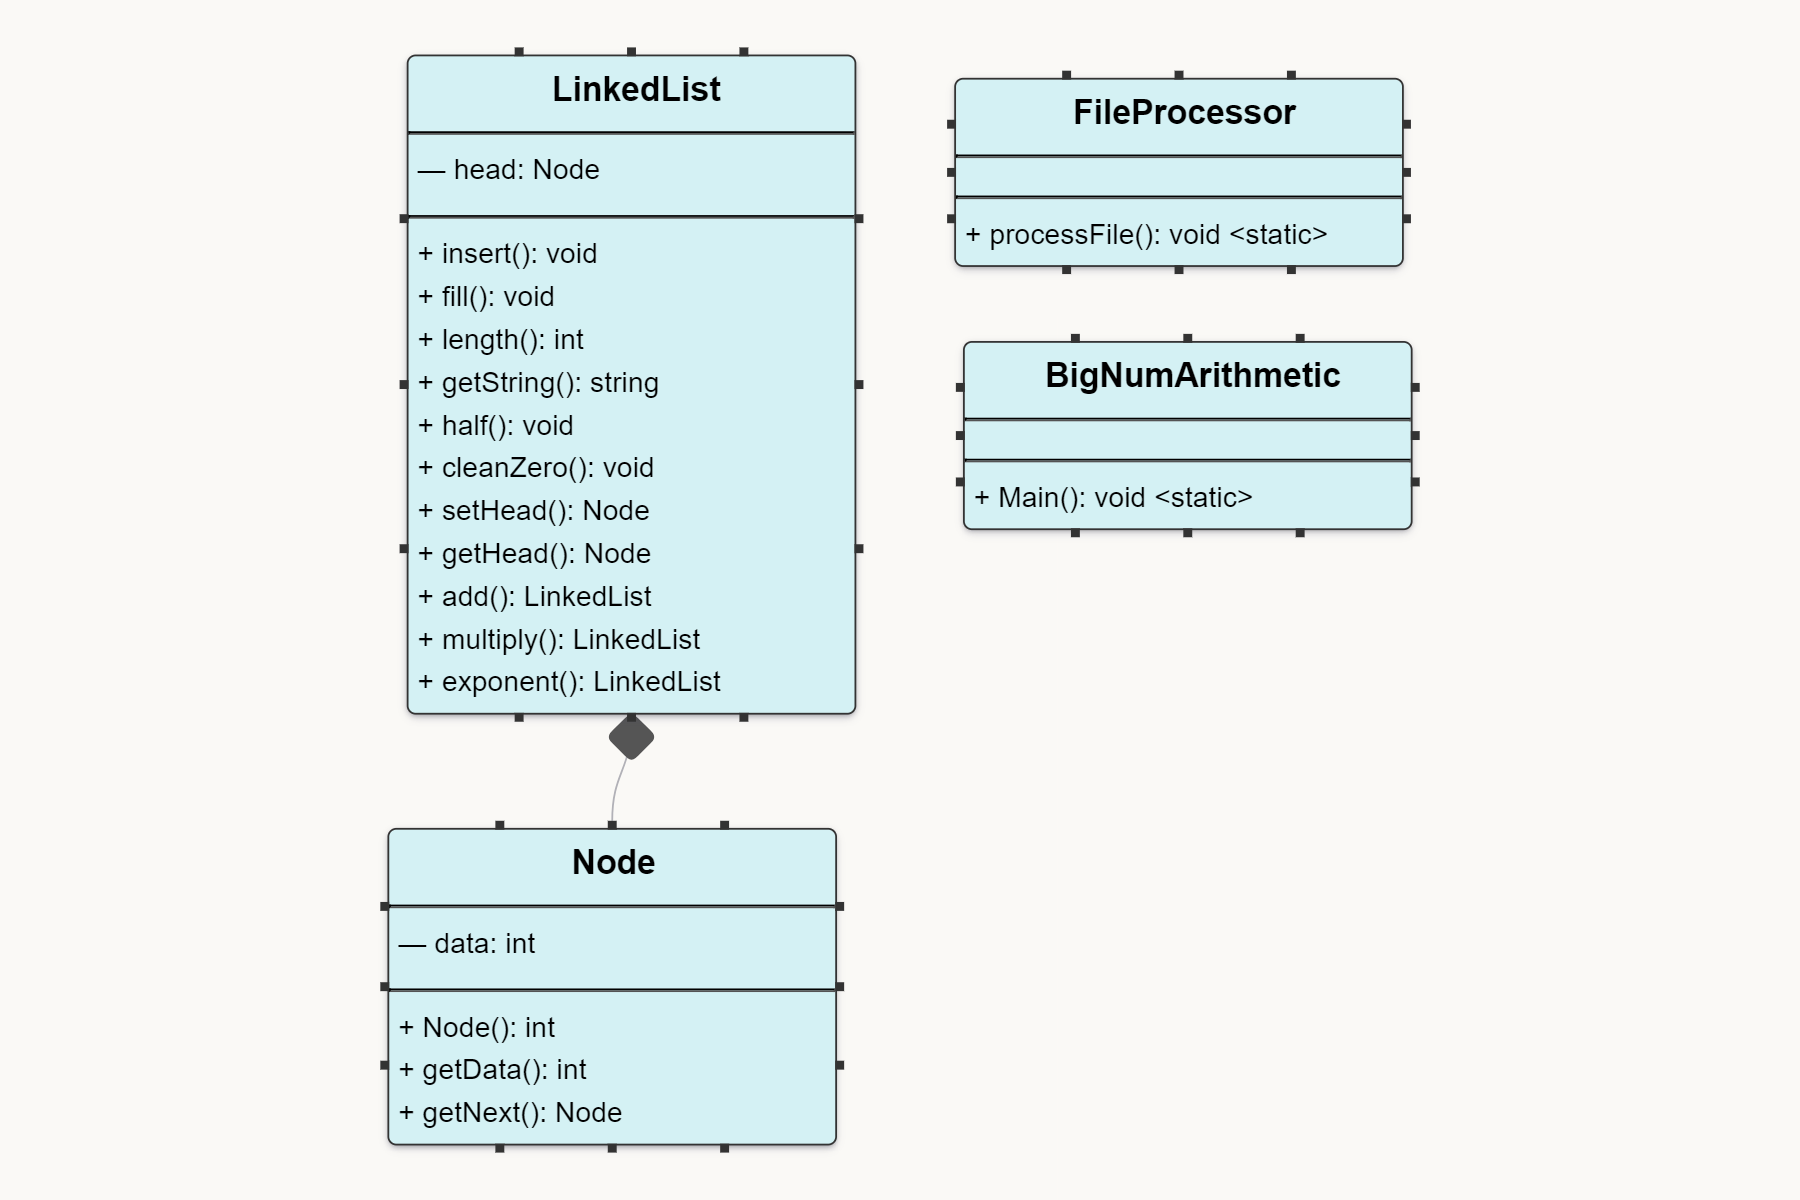 LinkedList
— head: Node
+ insert(): void
+ fill(): void
+ length(): int
+ getString(): string
+ half(): void
+ cleanZero(): void
+ setHead(): Node
+ getHead(): Node
+ add(): LinkedList
+ multiply(): LinkedList
+ exponent(): LinkedList
FileProcessor
+ processFile(): void <static>
BigNumArithmetic
+ Main(): void <static>
Node
— data: int
+ Node(): int
+ getData(): int
+ getNext(): Node